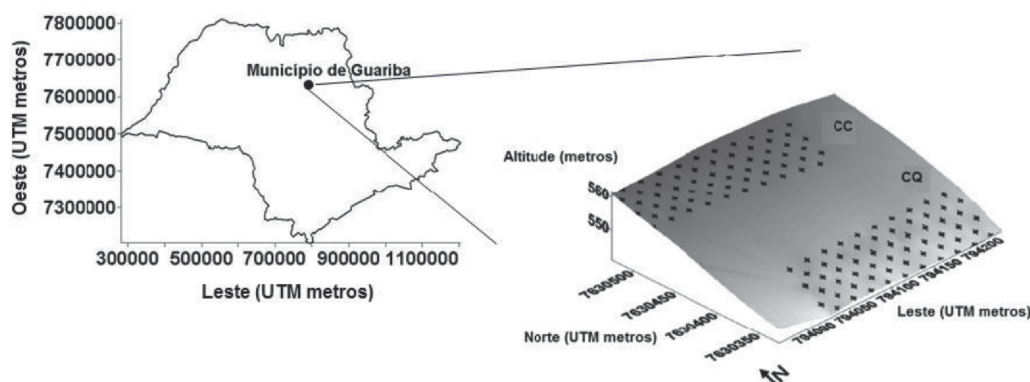 7800000
7700000
7600000
7500000
7400000
7300000
Oeste (UTM metros)
Município de Guariba
300000 500000 700000 900000 1100000
Leste (UTM metros)
Altitude (metros)
560
550
CC
CQ
7630500
7630450
7630400
7630350
Norte (UTM metros)
794050
794100
794150
794200
Leste (UTM metros)
N